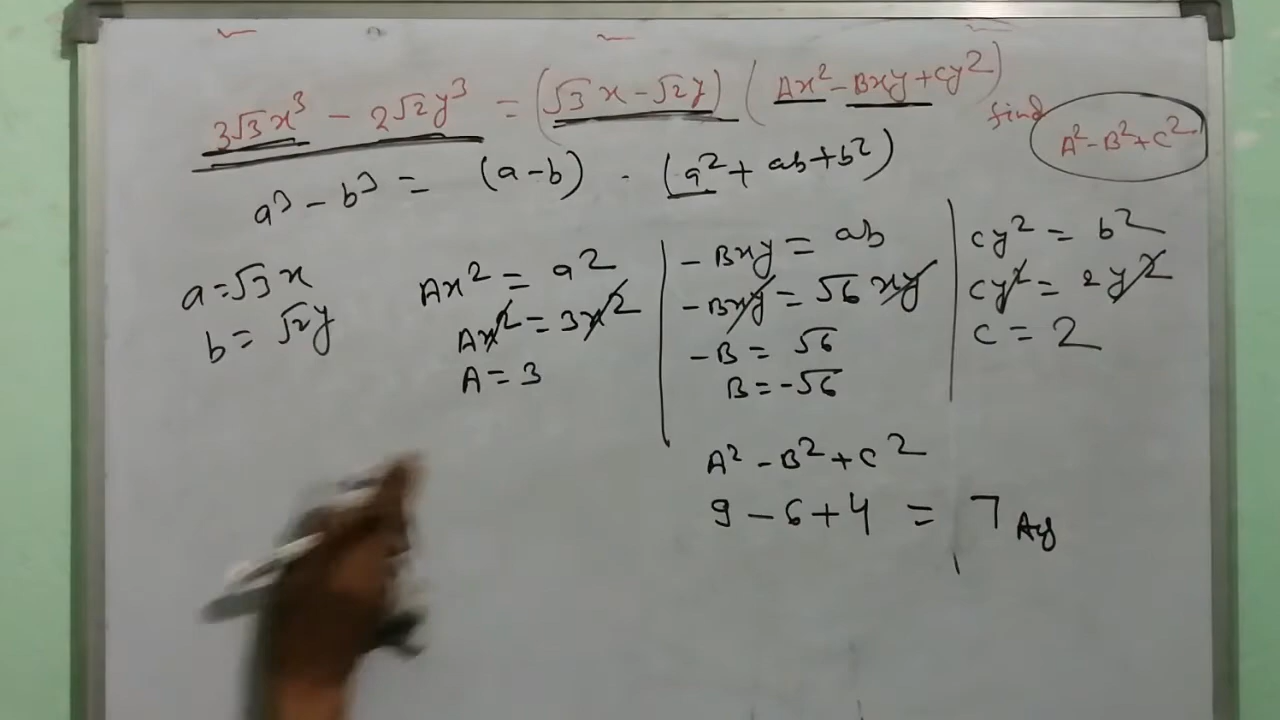 3√3x³ - 2√2y³ = (√3x - √2y) (Ax² - Bxy + Cy²) find A² - B² + C²
a³ - b³ = (a - b) . (a² + ab + b²)
a = √3x
b = √2y
Ax² = a²
Ax² = 3x²
A = 3
- Bxy = ab
- Bxy = √6 xy
- B = √6
B = - √6
Cy² = b²
Cy² = 2y²
C = 2
A² - B² + C²
9 - 6 + 4 = 7